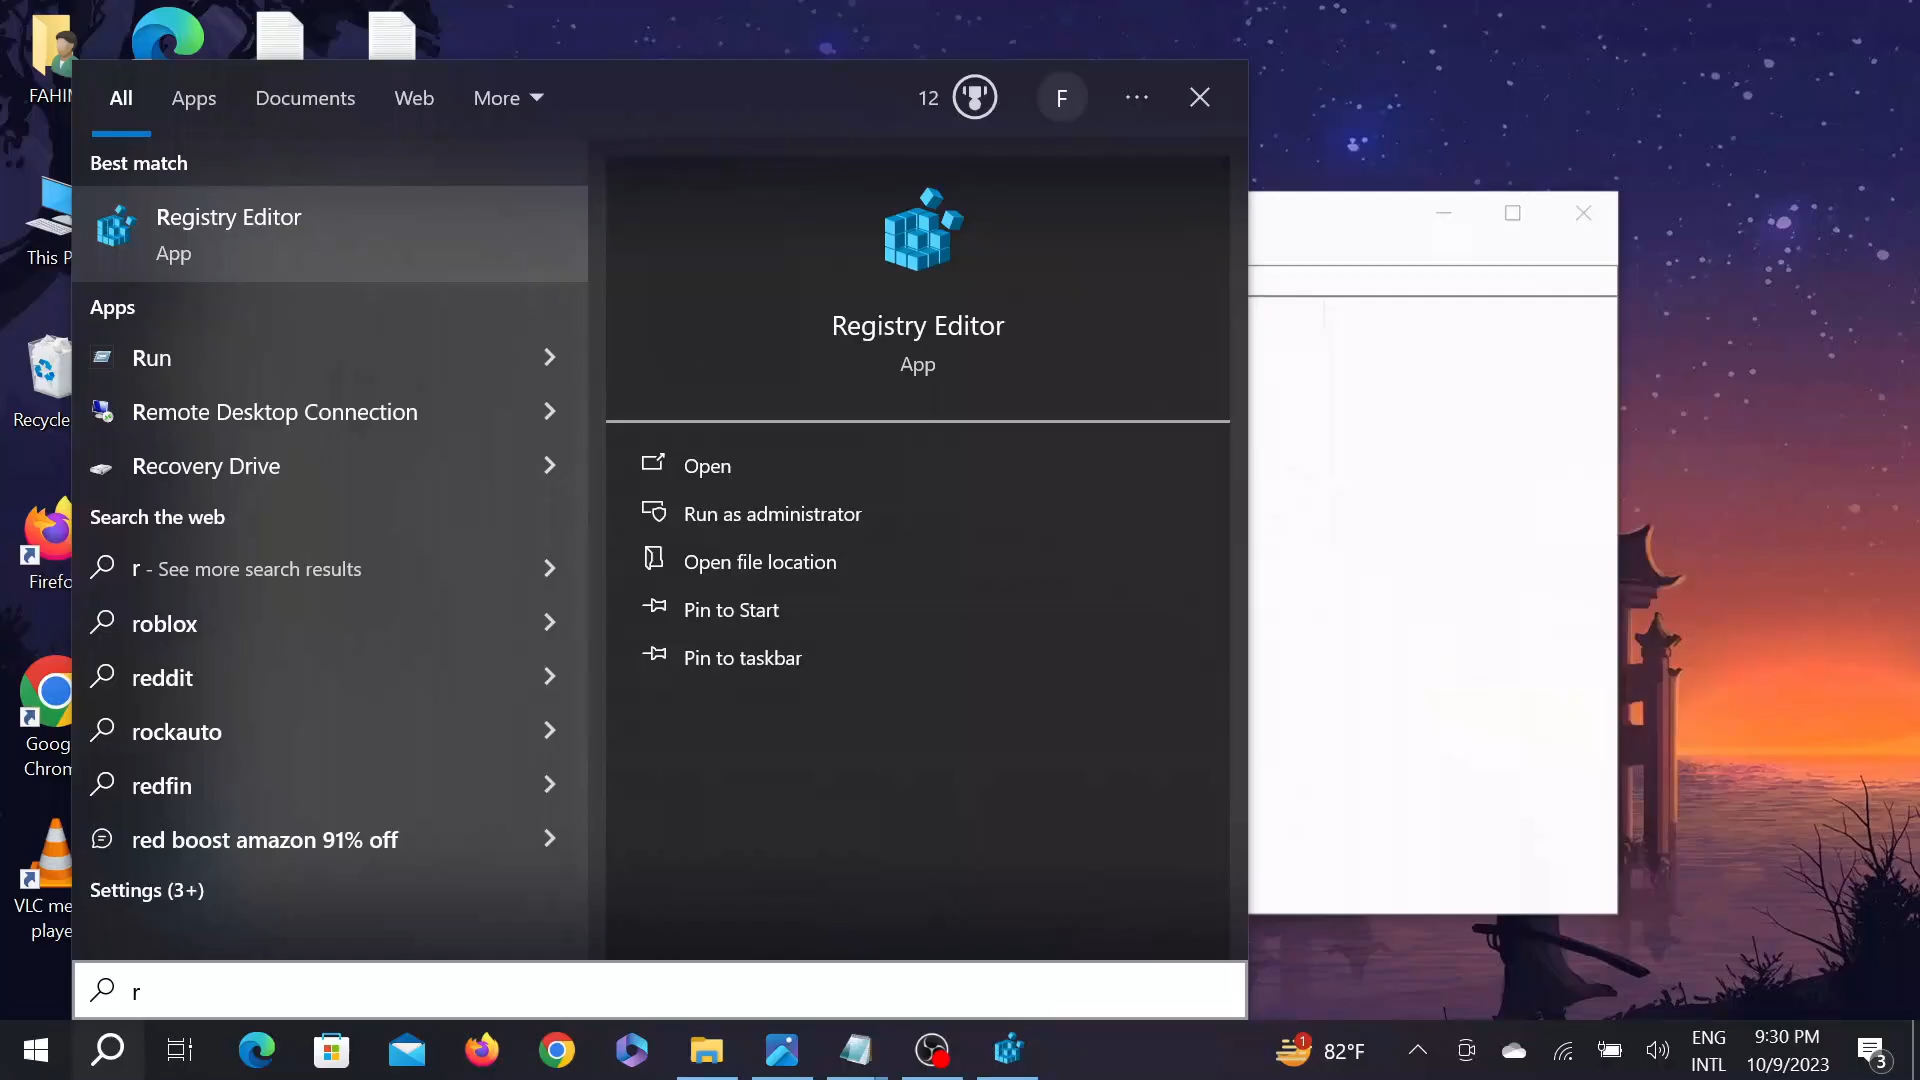 FAHIM
All
Apps
Documents
Web
More
12
F
Best match
Registry Editor
App
Apps
Run
Remote Desktop Connection
Recovery Drive
Search the web
r - See more search results
roblox
reddit
rockauto
redfin
red boost amazon 91% off
Settings (3+)
Registry Editor
App
Open
Run as administrator
Open file location
Pin to Start
Pin to taskbar
r
This P
Recycle
Firefo
Goog
Chrom
VLC me
playe
1
82°F
ENG
INTL
9:30 PM
10/9/2023
3